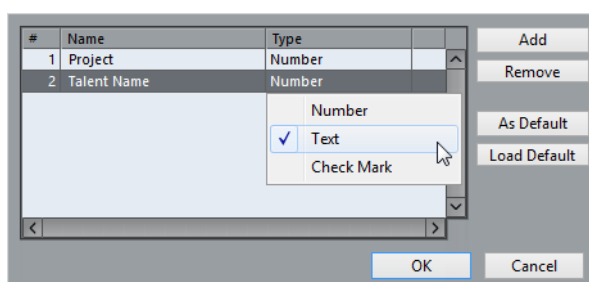 # Name Type
1 Project Number
2 Talent Name Number
Number
Text
Check Mark
Add
Remove
As Default
Load Default
OK Cancel